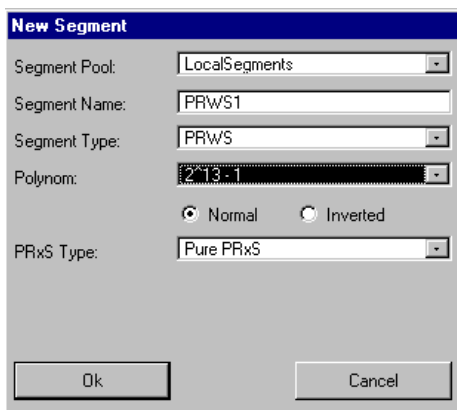 New Segment
Segment Pool: LocalSegments
Segment Name: PRWS1
Segment Type: PRWS
Polynom: 2^13 - 1
Normal Inverted
PRxS Type: Pure PRxS
Ok Cancel